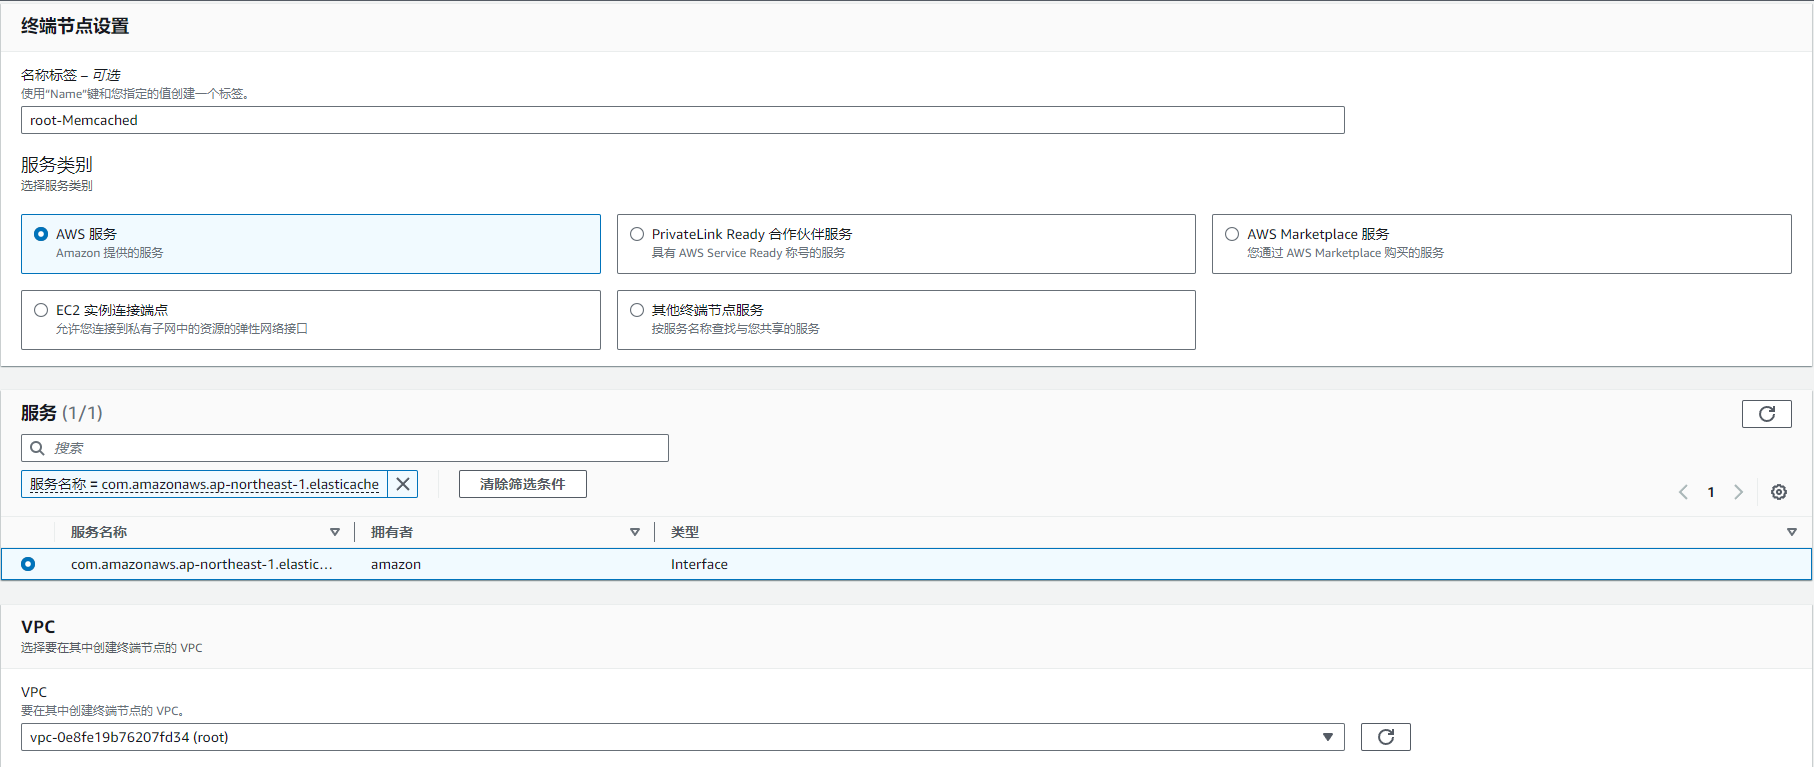 终端节点设置
名称标签 – 可选
使用“Name”键和您指定的值创建一个标签。
root-Memcached
服务类别
选择服务类别
AWS 服务
Amazon 提供的服务
PrivateLink Ready 合作伙伴服务
具有 AWS Service Ready 称号的服务
AWS Marketplace 服务
您通过 AWS Marketplace 购买的服务
EC2 实例连接端点
允许您连接到私有子网中的资源的弹性网络接口
其他终端节点服务
按服务名称查找与您共享的服务
服务 (1/1)
搜索
服务名称 = com.amazonaws.ap-northeast-1.elasticache
清除筛选条件
1
服务名称
拥有者
类型
com.amazonaws.ap-northeast-1.elastic...
amazon
Interface
VPC
选择要在其中创建终端节点的 VPC
VPC
要在其中创建终端节点的 VPC。
vpc-0e8fe19b76207fd34 (root)